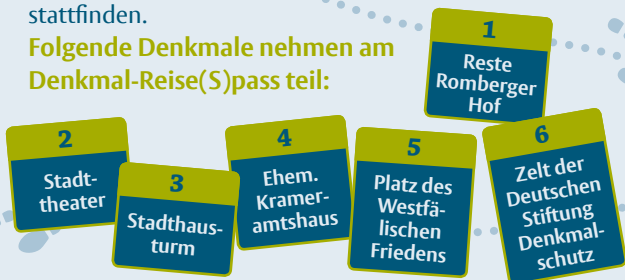 stattfinden.
Folgende Denkmale nehmen am
Denkmal-Reise(S)pass teil:
1
Reste
Romberger
Hof
2
Stadt-
theater
3
Stadthaus-
turm
4
Ehem.
Kramer-
amtshaus
5
Platz des
Westfä-
lischen
Friedens
6
Zelt der
Deutschen
Stiftung
Denkmal-
schutz